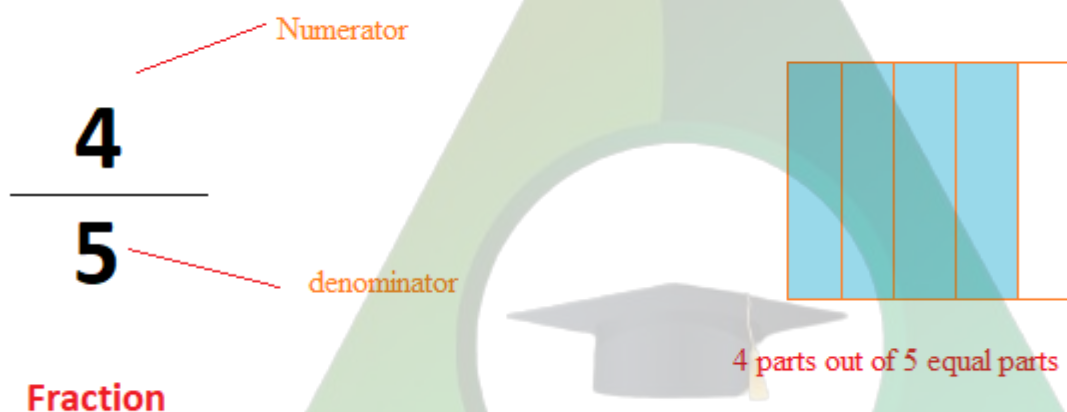 Numerator
4
5
denominator
4 parts out of 5 equal parts
Fraction